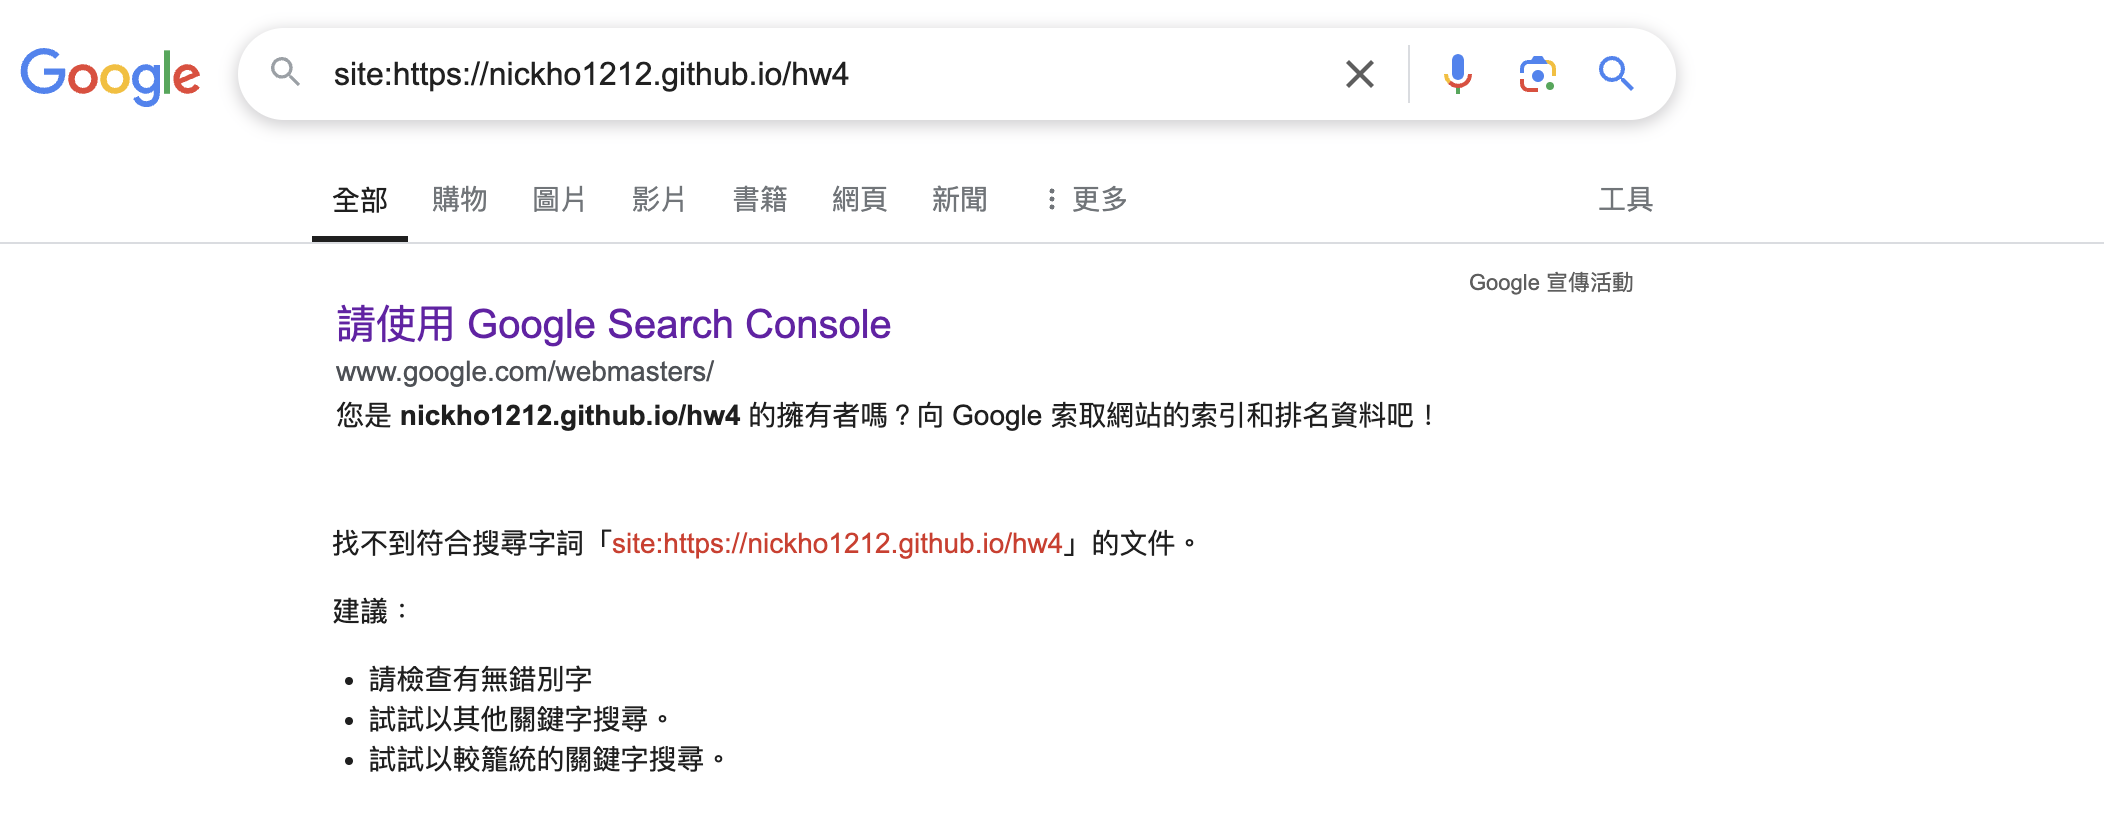 Google
site:https://nickho1212.github.io/hw4
全部 購物 圖片 影片 書籍 網頁 新聞 更多 工具
Google 宣傳活動
請使用 Google Search Console
www.google.com/webmasters/
您是 nickho1212.github.io/hw4 的擁有者嗎？向 Google 索取網站的索引和排名資料吧！
找不到符合搜尋字詞「site:https://nickho1212.github.io/hw4」的文件。
建議：
• 請檢查有無錯別字
• 試試以其他關鍵字搜尋。
• 試試以較籠統的關鍵字搜尋。